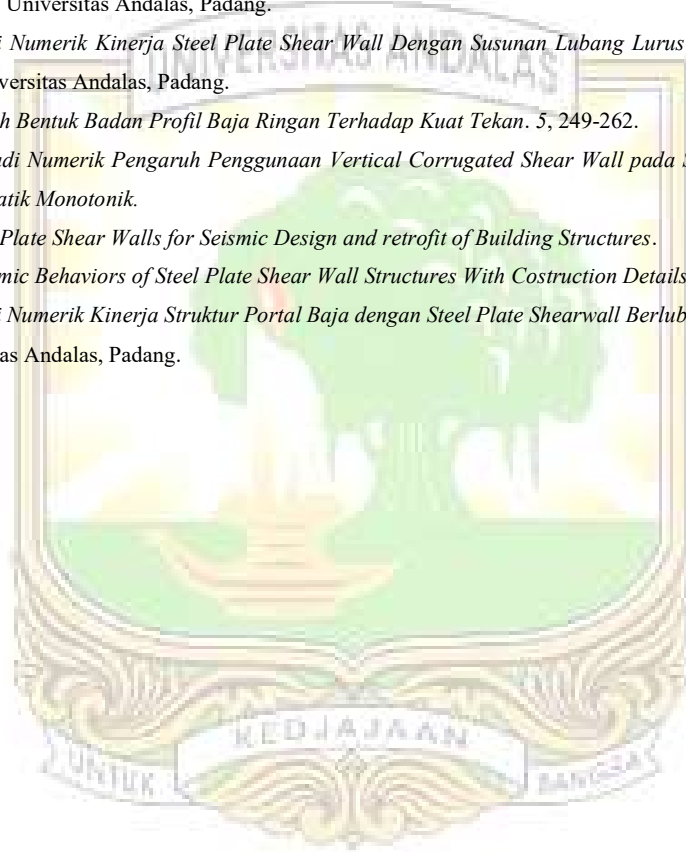 Universitas Andalas, Padang.
i Numerik Kinerja Steel Plate Shear Wall Dengan Susunan Lubang Lurus
UNIVERSITAS ANDALAS
versitas Andalas, Padang.
h Bentuk Badan Profil Baja Ringan Terhadap Kuat Tekan. 5, 249-262.
udi Numerik Pengaruh Penggunaan Vertical Corrugated Shear Wall pada S
atik Monotonik.
Plate Shear Walls for Seismic Design and retrofit of Building Structures.
mic Behaviors of Steel Plate Shear Wall Structures With Costruction Details
i Numerik Kinerja Struktur Portal Baja dengan Steel Plate Shearwall Berlub
as Andalas, Padang.
KEDJAJAAN
UNTUK BANGSA